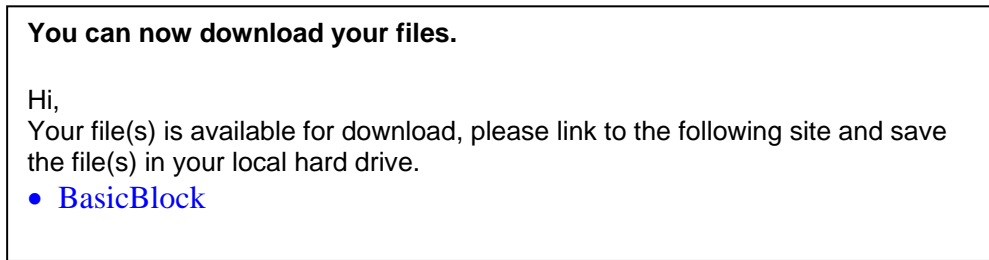 You can now download your files.
Hi,
Your file(s) is available for download, please link to the following site and save
the file(s) in your local hard drive.
• BasicBlock